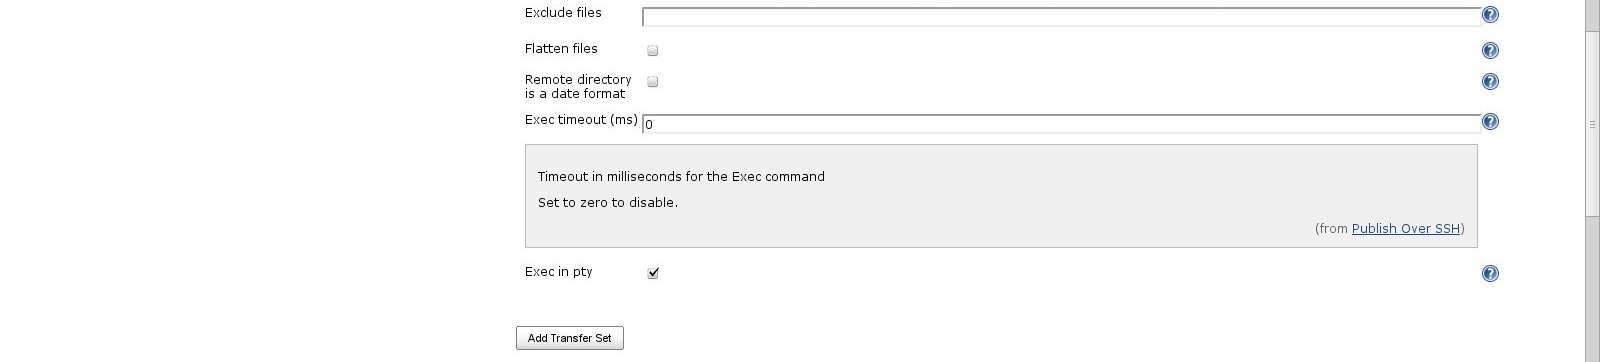 Exclude files
Flatten files
Remote directory
is a date format
Exec timeout (ms) 0
Timeout in milliseconds for the Exec command
Set to zero to disable.
(from Publish Over SSH)
Exec in pty
Add Transfer Set